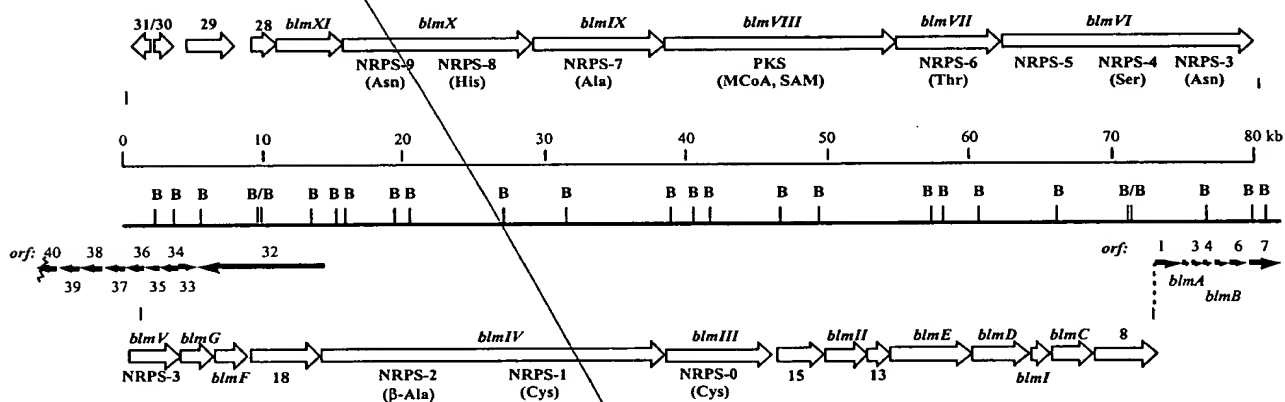 31/30 29 28 blmXI blmX blmIX blmVIII blmVII blmVI
NRPS-9 NRPS-8 NRPS-7 PKS NRPS-6 NRPS-5 NRPS-4 NRPS-3
(Asn) (His) (Ala) (MCoA, SAM) (Thr) (Ser) (Asn)
0 10 20 30 40 50 60 70 80 kb
B B B B/B B B B B B B B B B B B B B B B B B/B B B B
orf: 40 38 36 34 32 orf: 1 3 4 6 7
39 37 35 33 blmA blmB
blmV blmG blmIV blmIII blmII blmE blmD blmC 8
NRPS-3 blmF 18 NRPS-2 NRPS-1 NRPS-0 15 13 blmI
(β-Ala) (Cys) (Cys)